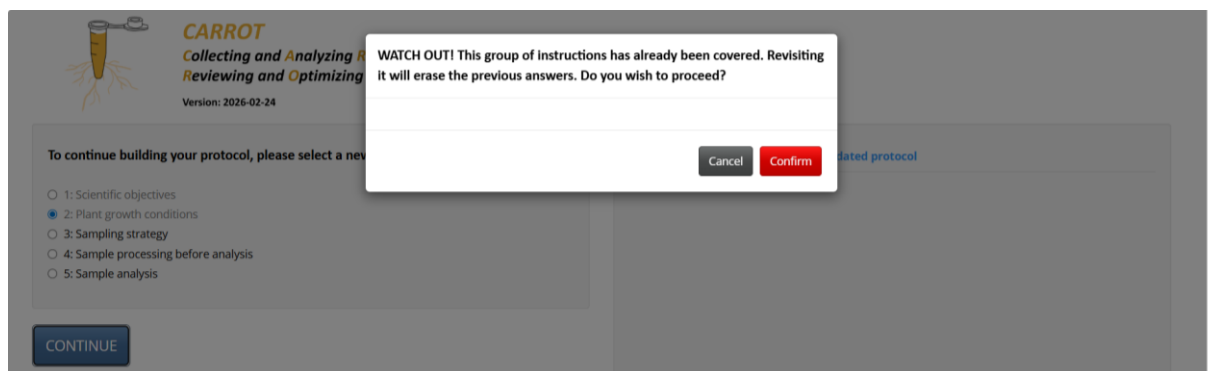 CARROT
Collecting and Analyzing R
Reviewing and Optimizing
Version: 2026-02-24
WATCH OUT! This group of instructions has already been covered. Revisiting
it will erase the previous answers. Do you wish to proceed?
Cancel Confirm
To continue building your protocol, please select a new
dated protocol
1: Scientific objectives
2: Plant growth conditions
3: Sampling strategy
4: Sample processing before analysis
5: Sample analysis
CONTINUE